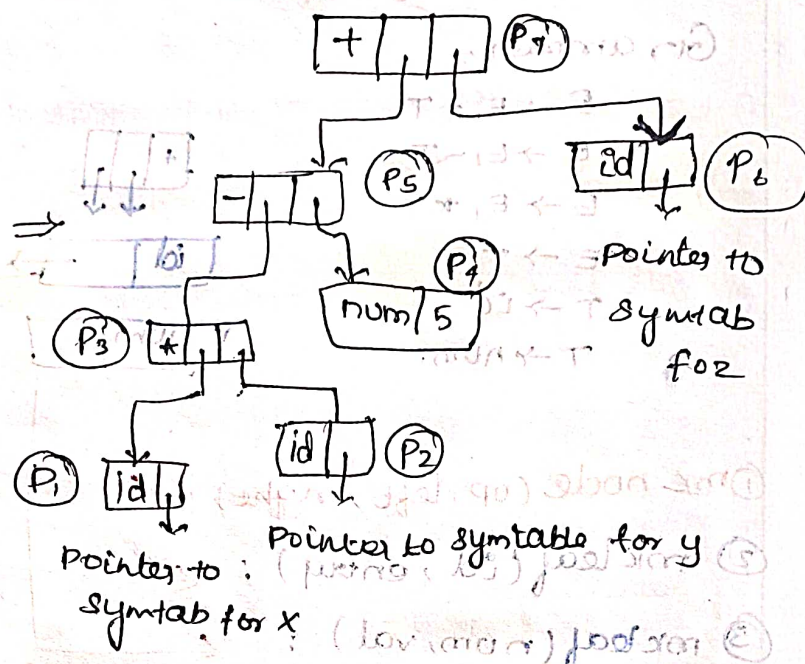 + P7
- P5
id P6
Pointer to
symtab
for z
P4
num 5
P3 *
P1 id
id P2
Pointer to symtable for y
Pointer to :
symtab for x